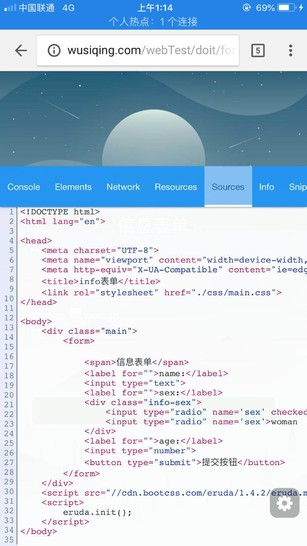 中国联通 4G 上午1:14 69%
个人热点：1 个连接
wusiqing.com/webTest/doit/for 5
Console Elements Network Resources Sources Info Snip
信息表单
1 <!DOCTYPE html>
2 <html lang="en">
3
4 <head>
5 <meta charset="UTF-8">
6 <meta name="viewport" content="width=device-width,
7 <meta http-equiv="X-UA-Compatible" content="ie=edg
8 <title>info表单</title>
9 <link rel="stylesheet" href="./css/main.css">
10 </head>
11
12 <body>
13 <div class="main">
14 <form>
15
16 <span>信息表单</span>
17 <label for="">name:</label>
18 <input type="text">
19 <label for="">sex:</label>
20 <div class="info-sex">
21 <input type="radio" name='sex' checked
22 <input type="radio" name='sex'>woman
23 </div>
24 <label for="">age:</label>
25 <input type="number">
26
27 <button type="submit">提交按钮</button>
28 </form>
29 </div>
30 <script src="//cdn.bootcss.com/eruda/1.4.2/eruda.m
31 <script>
32 eruda.init();
33 </script>
34 </body>
35